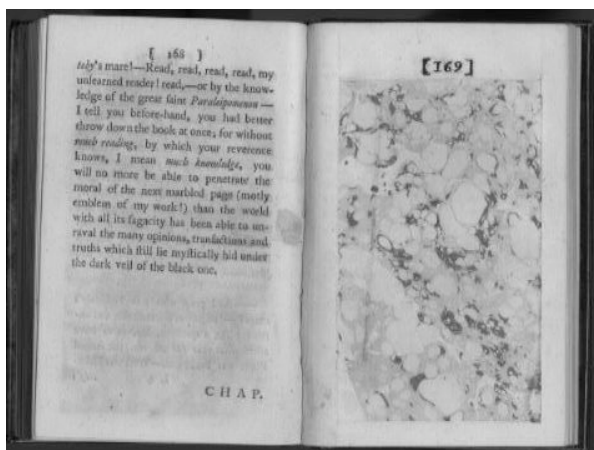 [ 168 ]
toby's mare!—Read, read, read, read, my
unlearned reader! read,—or by the know-
ledge of the great ſaint Paraleipomenon—
I tell you before-hand, you had better
throw down the book at once; for without
much reading, by which your reverence
knows, I mean much knowledge, you
will no more be able to penetrate the
moral of the next marbled page (motly
emblem of my work!) than the world
with all its ſagacity has been able to un-
raval the many opinions, tranſactions and
truths which ſtill lie myſtically hid under
the dark veil of the black one.
CHAP.
[169]